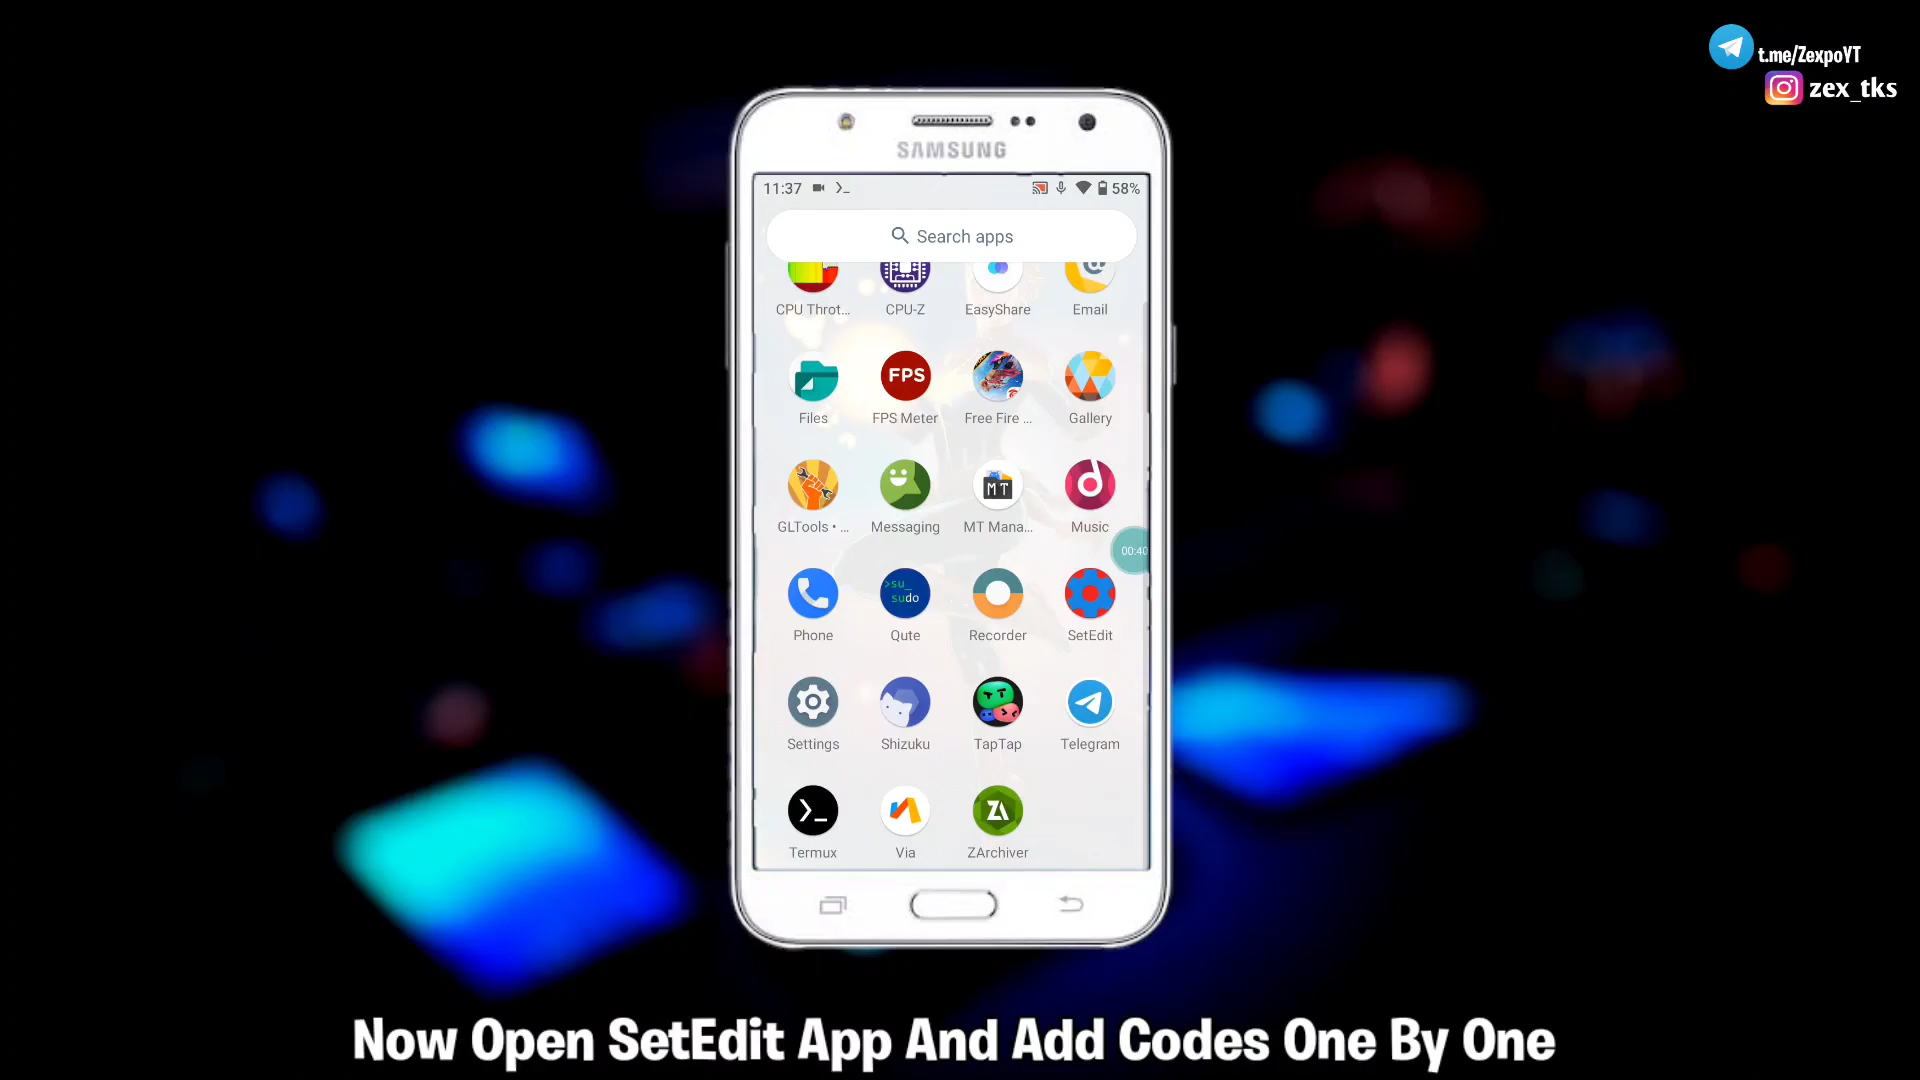 t.me/ZexpoYT
zex_tks
SAMSUNG
11:37
58%
Search apps
CPU Throt... CPU-Z EasyShare Email
FPS
Files FPS Meter Free Fire ... Gallery
MT
GLTools • ... Messaging MT Mana... Music
00:40
>su_
sudo
Phone Qute Recorder SetEdit
Settings Shizuku TapTap Telegram
ZA
Termux Via ZArchiver
Now Open SetEdit App And Add Codes One By One